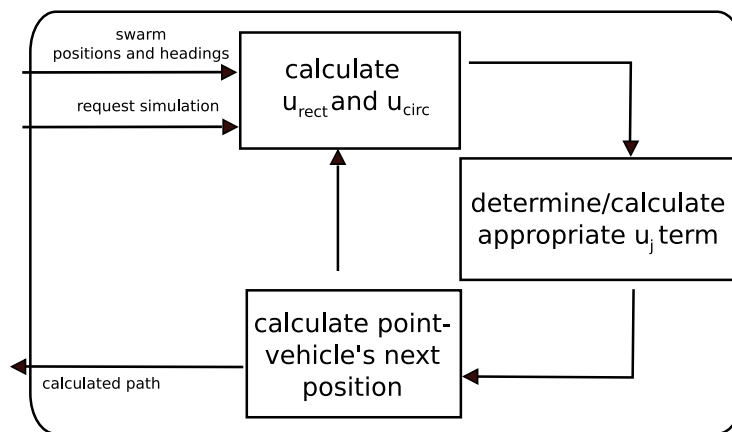 swarm
positions and headings
request simulation
calculate
u_rect and u_circ
determine/calculate
appropriate u_j term
calculate point-
vehicle's next
position
calculated path